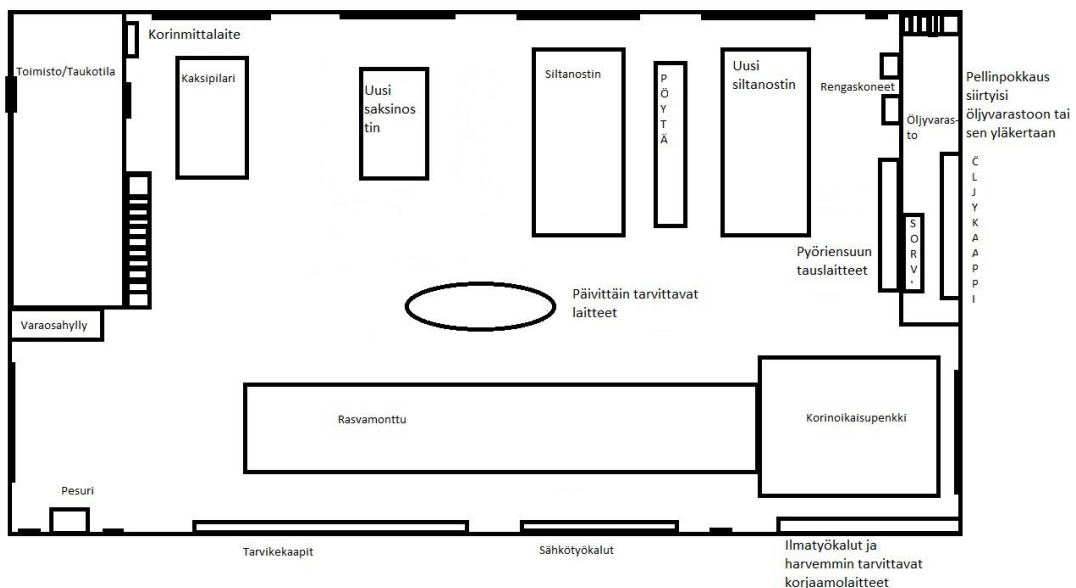 Korinmittalaite
Toimisto/Taukotila
Kaksipilari
Uusi
saksinos
tin
Siltanostin
P
Ö
Y
T
Ä
Uusi
siltanostin
Rengaskoneet
Öljyvaras-
to
Pellinpokkaus
siirtyisi
öljyvarastoon tai
sen yläkertaan
Ö
L
J
Y
K
A
A
P
P
I
S
O
R
V
I
Pyöriensuun
tauslaitteet
Päivittäin tarvittavat
laitteet
Varaosahylly
Rasvamonttu
Korinoikaisupenkki
Pesuri
Tarvikekaapit
Sähkötyökalut
Ilmatyökalut ja
harvemmin tarvittavat
korjaamolaitteet